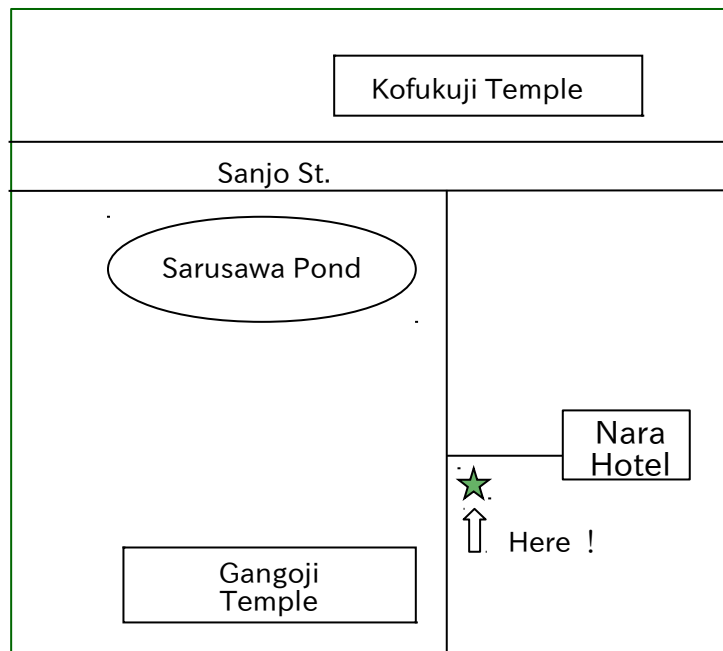 Kofukuji Temple
Sanjo St.
Sarusawa Pond
Nara
Hotel
Here !
Gangoji
Temple